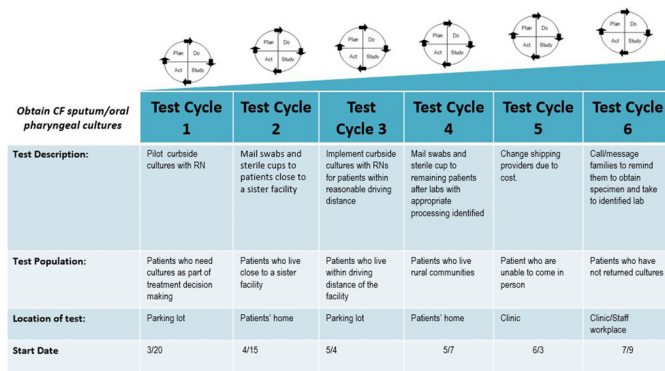 Plan Do
Act Study
Plan Do
Act Study
Plan Do
Act Study
Plan Do
Act Study
Plan Do
Act Study
Plan Do
Act Study
Obtain CF sputum/oral
pharyngeal cultures
Test Cycle
1
Test Cycle
2
Test
Cycle 3
Test Cycle
4
Test Cycle
5
Test Cycle
6
Test Description:
Pilot curbside
cultures with RN
Mail swabs and
sterile cups to
patients close to
a sister facility
Implement curbside
cultures with RNs
for patients within
reasonable driving
distance
Mail swabs and
sterile cup to
remaining patients
after labs with
appropriate
processing identified
Change shipping
providers due to
cost.
Call/message
families to remind
them to obtain
specimen and take
to identified lab
Test Population:
Patients who need
cultures as part of
treatment decision
making
Patients who live
close to a sister
facility
Patients who live
within driving
distance of the
facility
Patients who live
rural communities
Patient who are
unable to come in
person
Patients who have
not returned cultures
Location of test:
Parking lot
Patients' home
Parking lot
Patients' home
Clinic
Clinic/Staff
workplace
Start Date
3/20
4/15
5/4
5/7
6/3
7/9